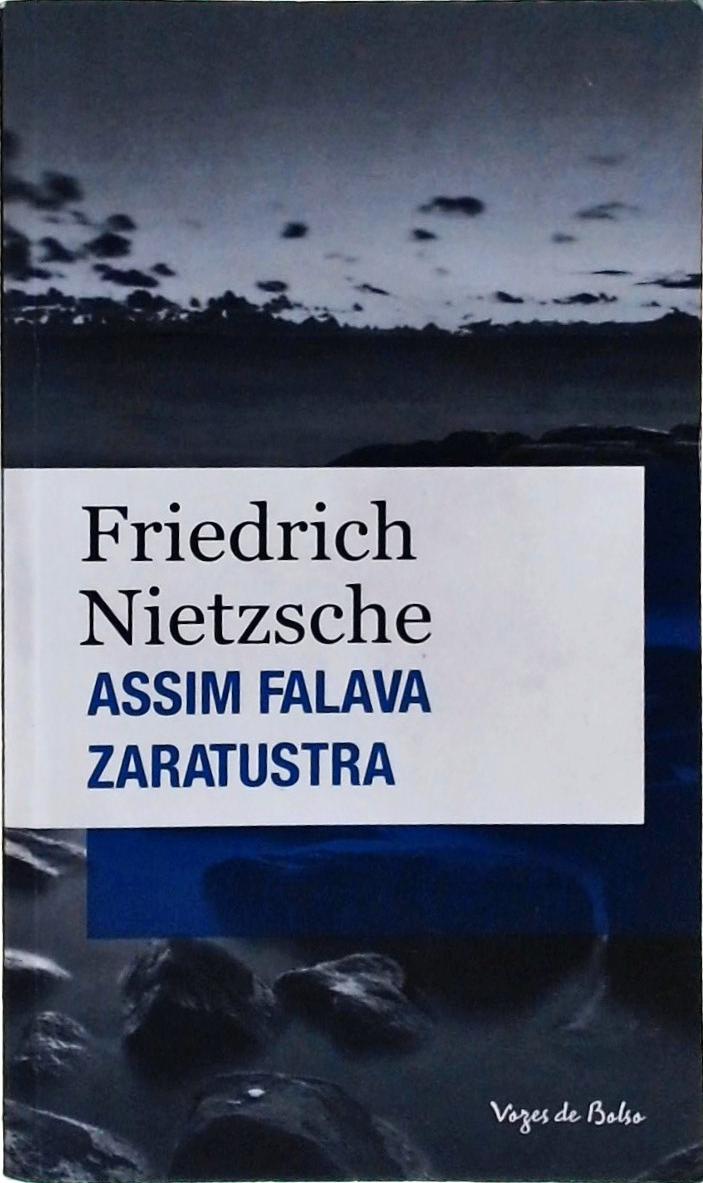 Friedrich
Nietzsche
ASSIM FALAVA
ZARATUSTRA
Vozes de Bolso